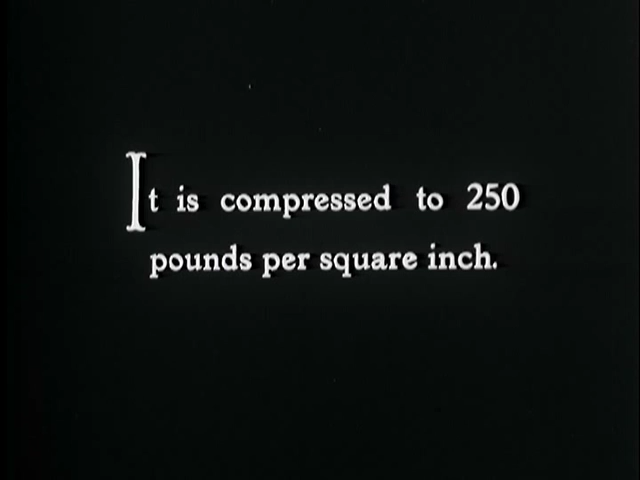 It is compressed to 250
pounds per square inch.